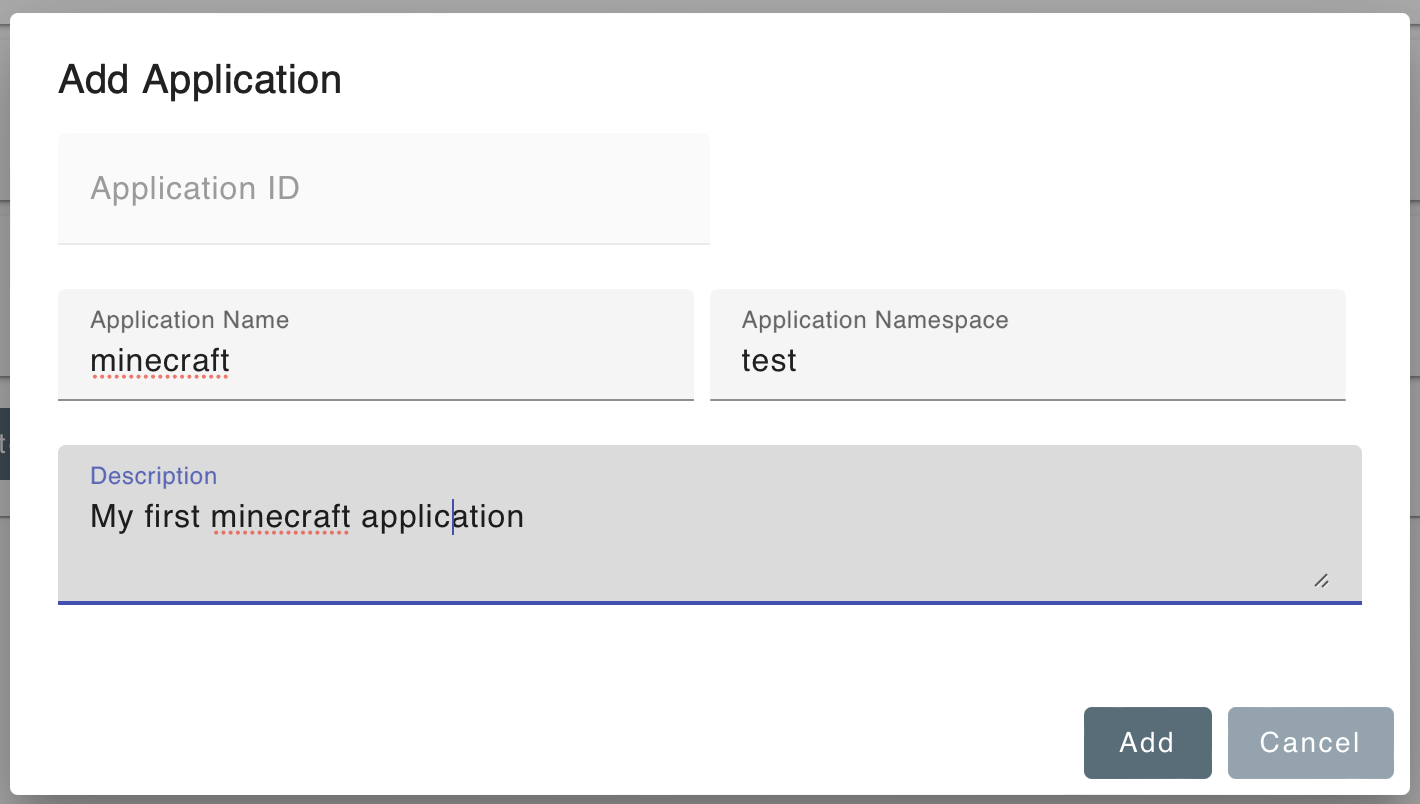 Add Application
Application ID
Application Name
minecraft
Application Namespace
test
Description
My first minecraft application
Add
Cancel